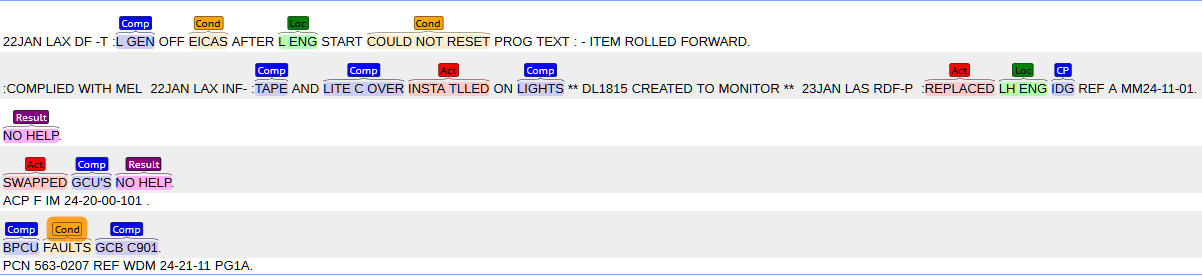 Comp Cond Loc Cond
22JAN LAX DF -T :L GEN OFF EICAS AFTER L ENG START COULD NOT RESET PROG TEXT : - ITEM ROLLED FORWARD.
Comp Comp Act Comp Act Loc CP
:COMPLIED WITH MEL 22JAN LAX INF- :TAPE AND LITE C OVER INSTA TLLED ON LIGHTS ** DL1815 CREATED TO MONITOR ** 23JAN LAS RDF-P :REPLACED LH ENG IDG REF A MM24-11-01.
Result
NO HELP.
Act Comp Result
SWAPPED GCU'S NO HELP.
ACP F IM 24-20-00-101 .
Comp Cond Comp
BPCU FAULTS GCB C901.
PCN 563-0207 REF WDM 24-21-11 PG1A.